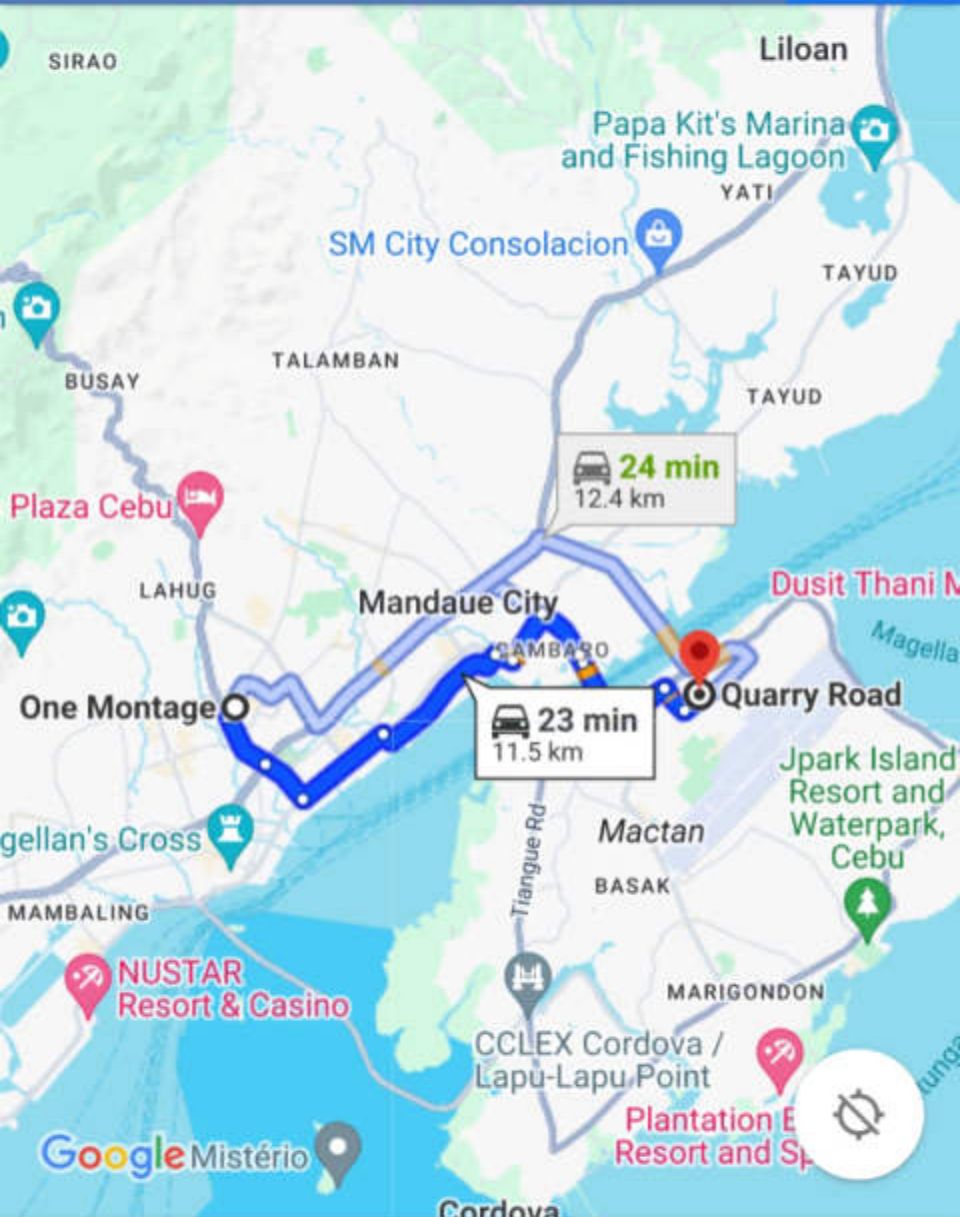 Liloan
SIRAO
Papa Kit's Marina
and Fishing Lagoon
YATI
SM City Consolacion
TAYUD
TALAMBAN
BUSAY
TAYUD
24 min
12.4 km
Plaza Cebu
LAHUG
Dusit Thani M
Mandaue City
Magella
One Montage
Quarry Road
23 min
11.5 km
Jpark Island
Resort and
Waterpark,
Cebu
gellan's Cross
Mactan
Tiangue Rd
BASAK
MAMBALING
NUSTAR
Resort & Casino
MARIGONDON
CCLEX Cordova /
Lapu-Lapu Point
Plantation
Resort and Sp
Google
Mistério
Cordova